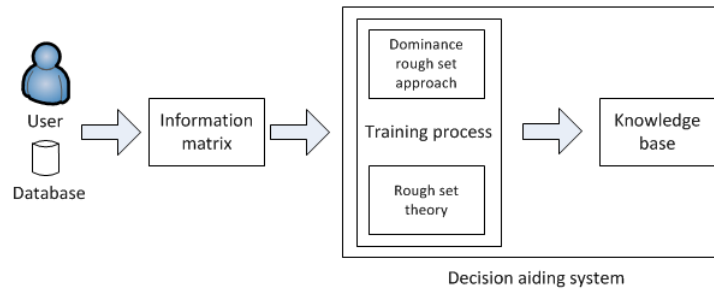 User
Database
Information
matrix
Dominance
rough set
approach
Training process
Rough set
theory
Knowledge
base
Decision aiding system